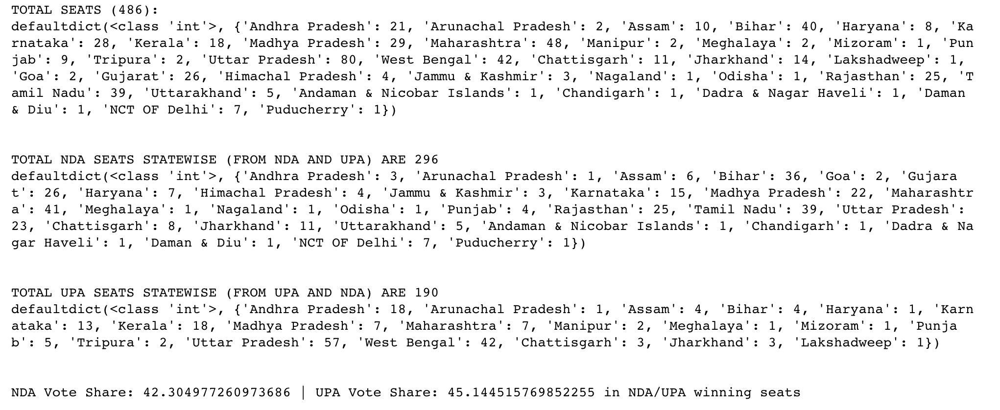 TOTAL SEATS (486):
defaultdict(<class 'int'>, {'Andhra Pradesh': 21, 'Arunachal Pradesh': 2, 'Assam': 10, 'Bihar': 40, 'Haryana': 8, 'Ka
rnataka': 28, 'Kerala': 18, 'Madhya Pradesh': 29, 'Maharashtra': 48, 'Manipur': 2, 'Meghalaya': 2, 'Mizoram': 1, 'Pun
jab': 9, 'Tripura': 2, 'Uttar Pradesh': 80, 'West Bengal': 42, 'Chattisgarh': 11, 'Jharkhand': 14, 'Lakshadweep': 1,
'Goa': 2, 'Gujarat': 26, 'Himachal Pradesh': 4, 'Jammu & Kashmir': 3, 'Nagaland': 1, 'Odisha': 1, 'Rajasthan': 25, 'T
amil Nadu': 39, 'Uttarakhand': 5, 'Andaman & Nicobar Islands': 1, 'Chandigarh': 1, 'Dadra & Nagar Haveli': 1, 'Daman
& Diu': 1, 'NCT OF Delhi': 7, 'Puducherry': 1})
TOTAL NDA SEATS STATEWISE (FROM NDA AND UPA) ARE 296
defaultdict(<class 'int'>, {'Andhra Pradesh': 3, 'Arunachal Pradesh': 1, 'Assam': 6, 'Bihar': 36, 'Goa': 2, 'Gujara
t': 26, 'Haryana': 7, 'Himachal Pradesh': 4, 'Jammu & Kashmir': 3, 'Karnataka': 15, 'Madhya Pradesh': 22, 'Maharashtr
a': 41, 'Meghalaya': 1, 'Nagaland': 1, 'Odisha': 1, 'Punjab': 4, 'Rajasthan': 25, 'Tamil Nadu': 39, 'Uttar Pradesh':
23, 'Chattisgarh': 8, 'Jharkhand': 11, 'Uttarakhand': 5, 'Andaman & Nicobar Islands': 1, 'Chandigarh': 1, 'Dadra & Na
gar Haveli': 1, 'Daman & Diu': 1, 'NCT OF Delhi': 7, 'Puducherry': 1})
TOTAL UPA SEATS STATEWISE (FROM UPA AND NDA) ARE 190
defaultdict(<class 'int'>, {'Andhra Pradesh': 18, 'Arunachal Pradesh': 1, 'Assam': 4, 'Bihar': 4, 'Haryana': 1, 'Karn
ataka': 13, 'Kerala': 18, 'Madhya Pradesh': 7, 'Maharashtra': 7, 'Manipur': 2, 'Meghalaya': 1, 'Mizoram': 1, 'Punja
b': 5, 'Tripura': 2, 'Uttar Pradesh': 57, 'West Bengal': 42, 'Chattisgarh': 3, 'Jharkhand': 3, 'Lakshadweep': 1})
NDA Vote Share: 42.304977260973686 | UPA Vote Share: 45.144515769852255 in NDA/UPA winning seats